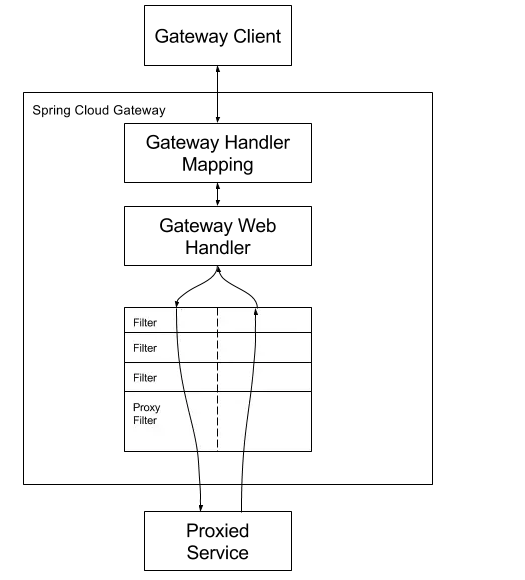 Gateway Client
Spring Cloud Gateway
Gateway Handler
Mapping
Gateway Web
Handler
Filter
Filter
Filter
Proxy
Filter
Proxied
Service